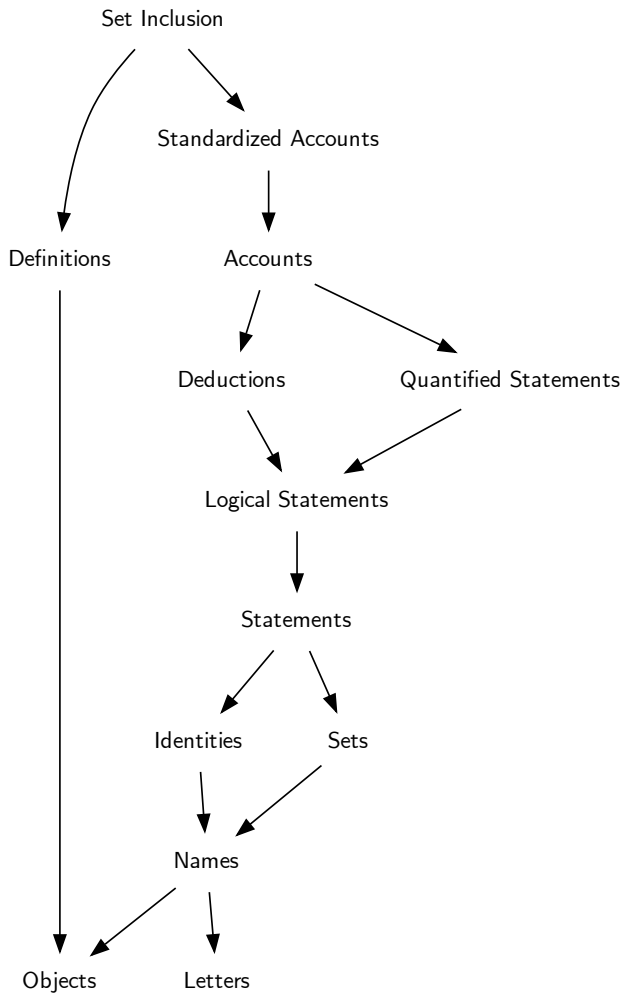 Set Inclusion
Standardized Accounts
Definitions
Accounts
Deductions
Quantified Statements
Logical Statements
Statements
Identities
Sets
Names
Objects
Letters